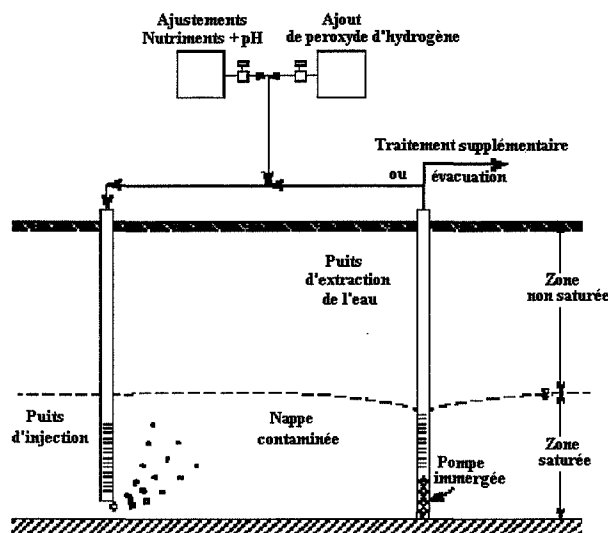 Ajustements
Nutriments + pH
Ajout
de peroxyde d'hydrogène
Traitement supplémentaire
ou
évacuation
Puits
d'extraction
de l'eau
Zone
non saturée
Puits
d'injection
Nappe
contaminée
Pompe
immergée
Zone
saturée